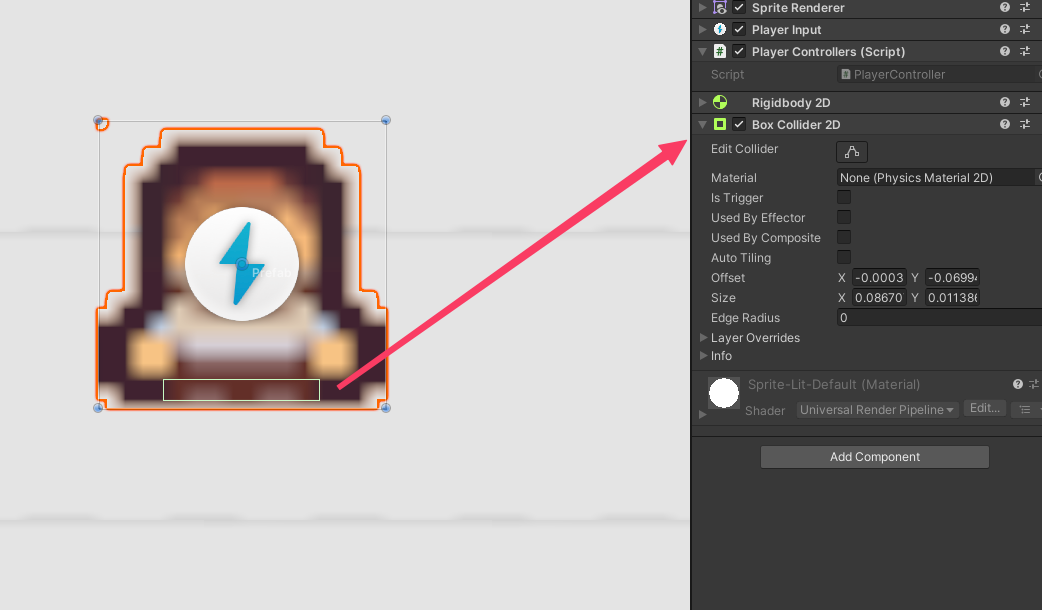 Sprite Renderer
Player Input
# Player Controllers (Script)
Script # PlayerController
Rigidbody 2D
Box Collider 2D
Edit Collider
Material None (Physics Material 2D)
Is Trigger
Used By Effector
Used By Composite
Auto Tiling
Offset X -0.0003 Y -0.0699
Size X 0.08670 Y 0.01138
Edge Radius 0
Layer Overrides
Info
Sprite-Lit-Default (Material)
Shader Universal Render Pipeline Edit...
Add Component